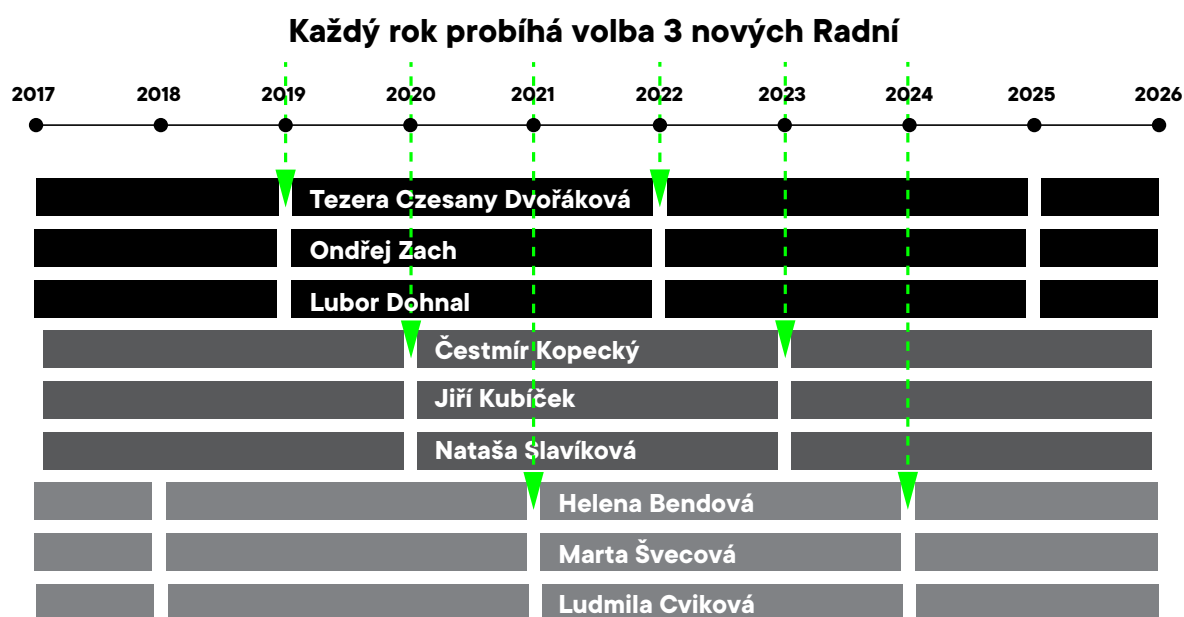 Každý rok probíhá volba 3 nových Radní
2017 2018 2019 2020 2021 2022 2023 2024 2025 2026
Tezera Czesany Dvořáková
Ondřej Zach
Lubor Dohnal
Čestmír Kopecký
Jiří Kubíček
Nataša Slavíková
Helena Bendová
Marta Švecová
Ludmila Cviková